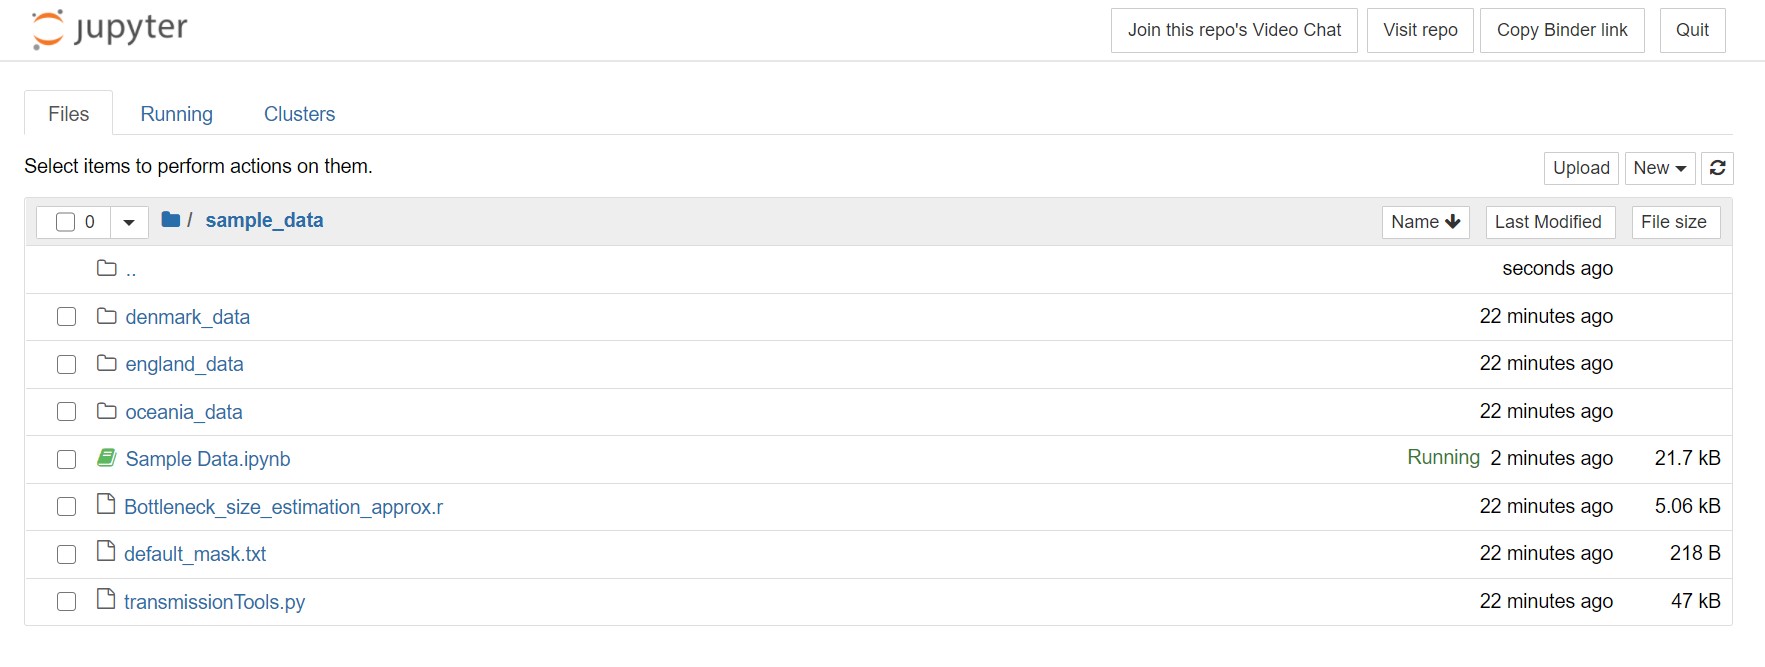 jupyter
Join this repo's Video Chat Visit repo Copy Binder link Quit
Files Running Clusters
Select items to perform actions on them.
Upload New
0 / sample_data Name Last Modified File size
.. seconds ago
denmark_data 22 minutes ago
england_data 22 minutes ago
oceania_data 22 minutes ago
Sample Data.ipynb Running 2 minutes ago 21.7 kB
Bottleneck_size_estimation_approx.r 22 minutes ago 5.06 kB
default_mask.txt 22 minutes ago 218 B
transmissionTools.py 22 minutes ago 47 kB